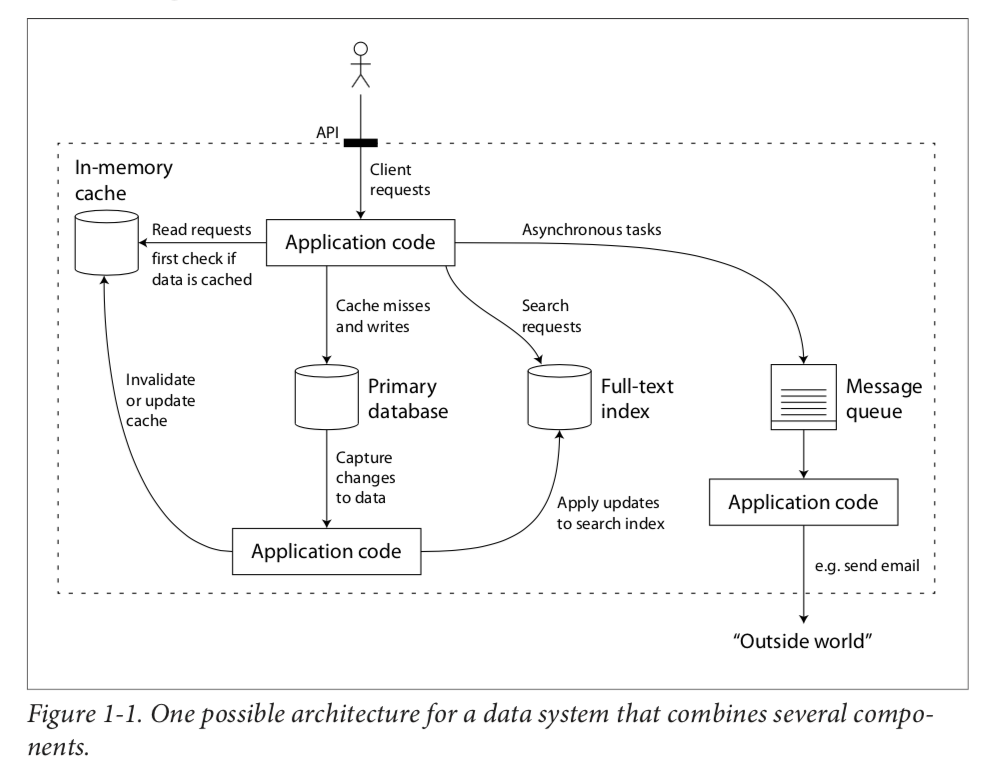 API
Client
requests
In-memory
cache
Read requests
first check if
data is cached
Application code
Asynchronous tasks
Cache misses
and writes
Search
requests
Invalidate
or update
cache
Primary
database
Full-text
index
Message
queue
Capture
changes
to data
Apply updates
to search index
Application code
Application code
e.g. send email
“Outside world”
Figure 1-1. One possible architecture for a data system that combines several compo-
nents.